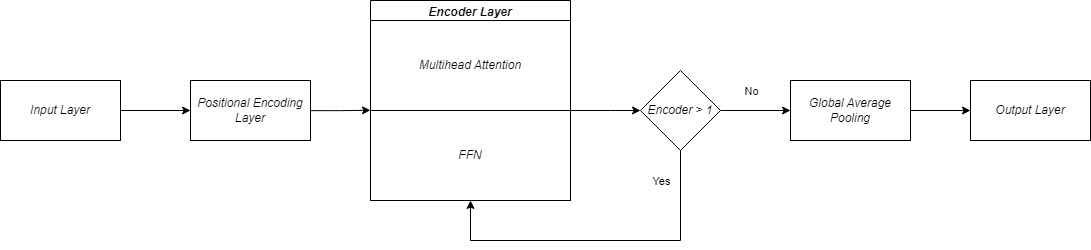 Encoder Layer
Multihead Attention
Input Layer
Positional Encoding
Layer
Encoder > 1
No
Global Average
Pooling
Output Layer
FFN
Yes